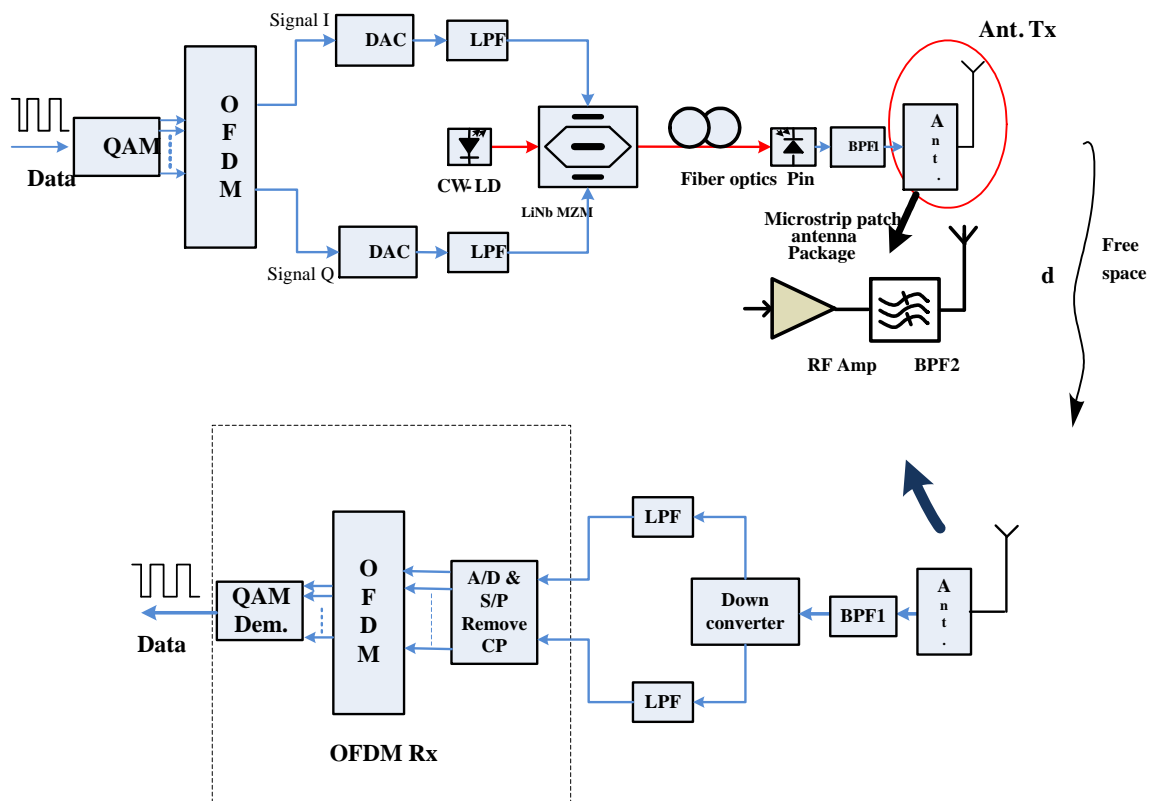 Signal I
DAC
LPF
Ant. Tx
O
F
D
M
QAM
Data
CW-LD
LiNb MZM
Fiber optics
Pin
BPF1
A
n
t
.
DAC
LPF
Signal Q
Microstrip patch
antenna
Package
RF Amp
BPF2
d
Free
space
LPF
A/D &
S/P
Remove
CP
O
F
D
M
QAM
Dem.
Data
Down
converter
BPF1
A
n
t
.
LPF
OFDM Rx